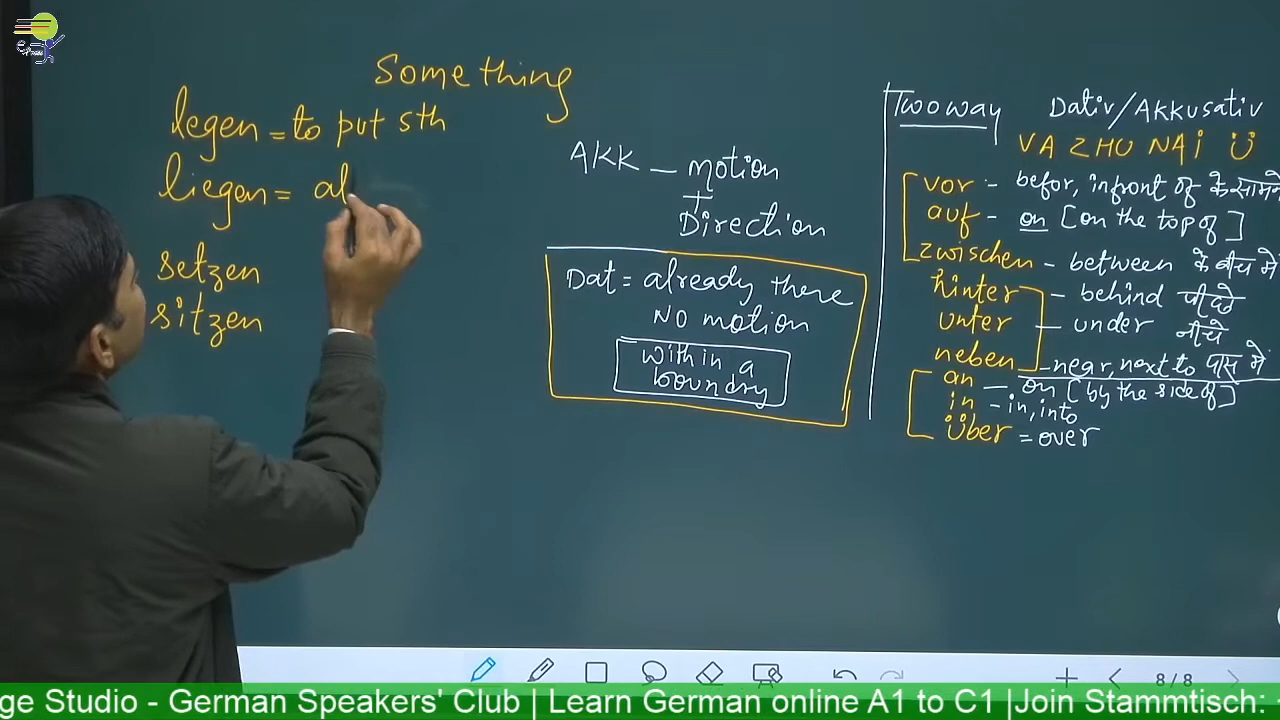 Something
legen = to put sth
liegen = al
setzen
sitzen
AKK – motion
+
Direction
Dat = already there
NO motion
within a
boundry
Two way Dativ/AKKusativ
VA ZHU NAI Ü
vor :- befor, infront of के सामने
auf - on [on the top of]
zwischen - between के बीच में
hinter - behind पीछे
unter - under नीचे
neben - near, next to पास में
an - on [by the side of]
in - in, into
über = over
8/8
ge Studio - German Speakers' Club | Learn German online A1 to C1 |Join Stammtisch: